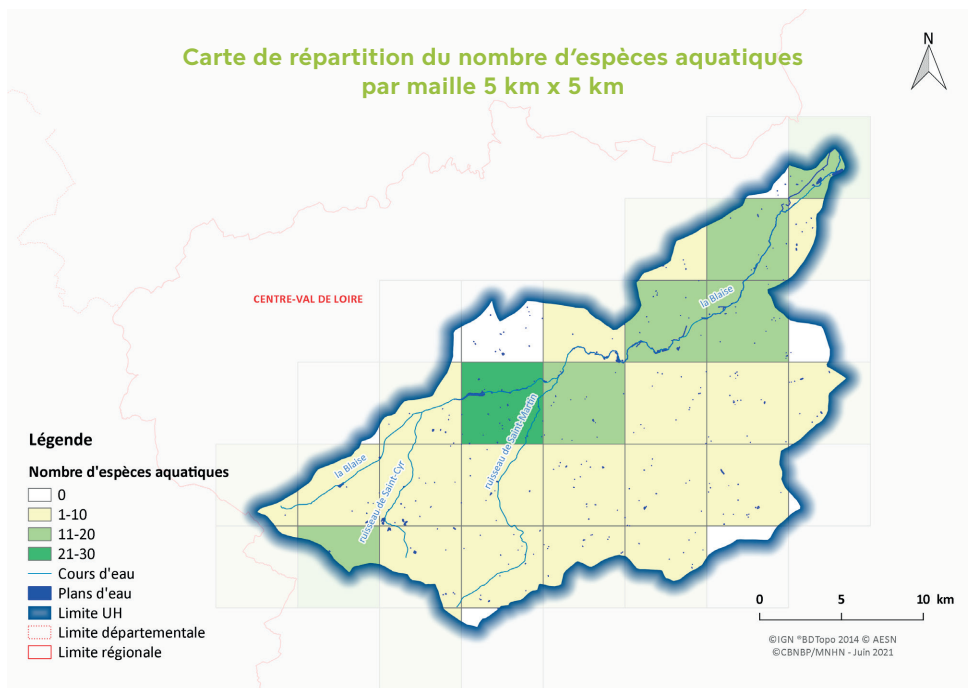 Carte de répartition du nombre d'espèces aquatiques
par maille 5 km x 5 km
N
CENTRE-VAL DE LOIRE
la Blaise
ruisseau de Saint-Martin
la Blaise
ruisseau de Saint-Cyr
Légende
Nombre d'espèces aquatiques
0
1-10
11-20
21-30
Cours d'eau
Plans d'eau
Limite UH
Limite départementale
Limite régionale
0 5 10 km
©IGN ®BDTopo 2014 © AESN
©CBNBP/MNHN - Juin 2021